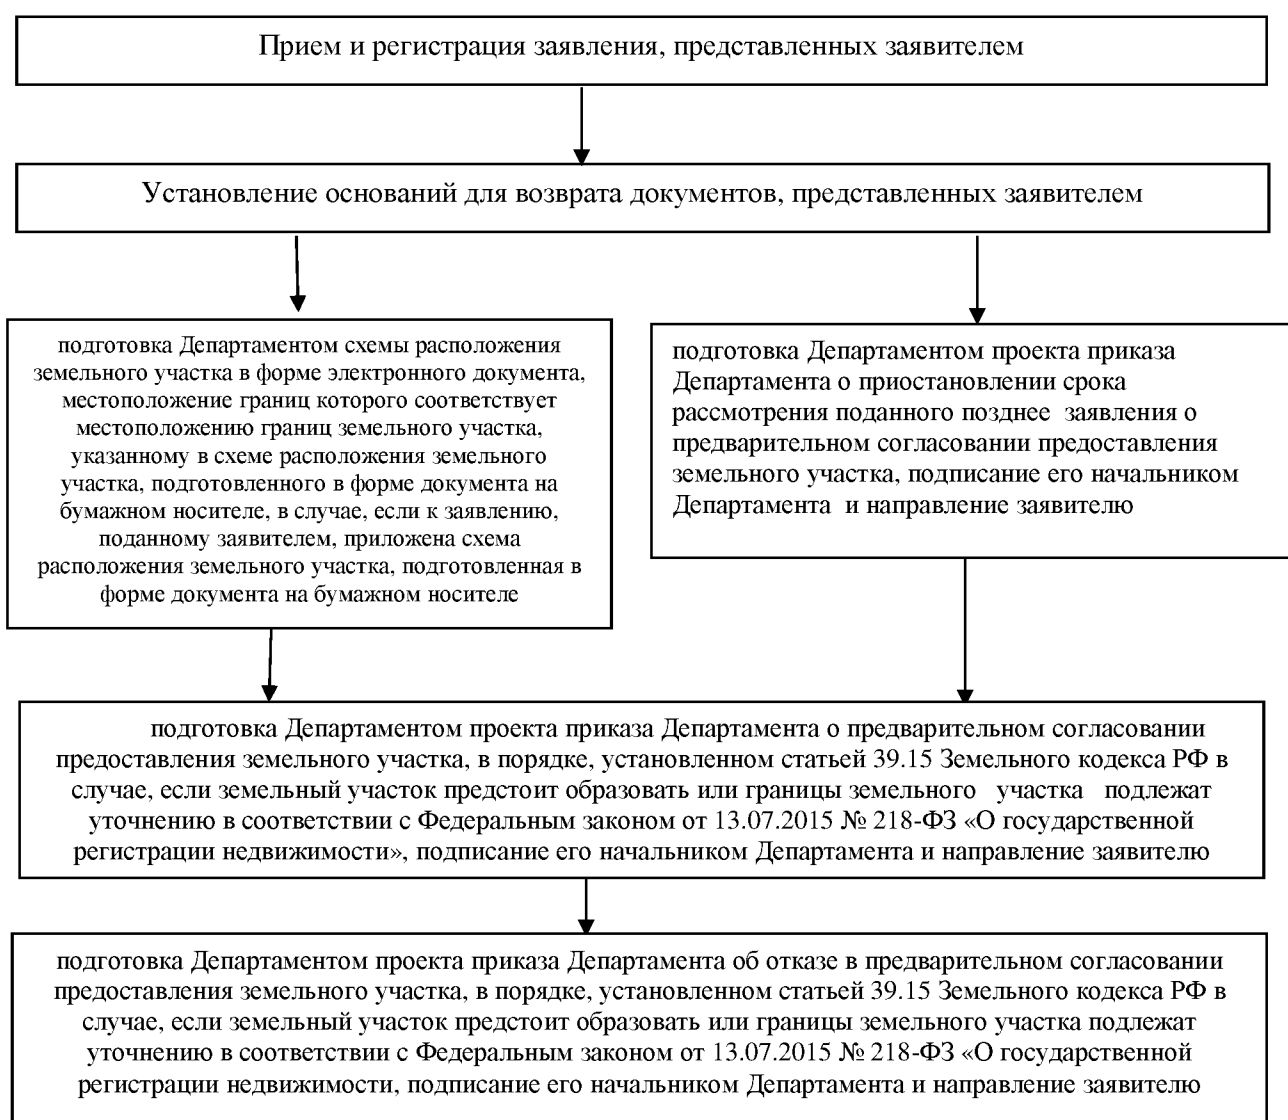 Прием и регистрация заявления, представленных заявителем
Установление оснований для возврата документов, представленных заявителем
подготовка Департаментом схемы расположения
земельного участка в форме электронного документа,
местоположение границ которого соответствует
местоположению границ земельного участка,
указанному в схеме расположения земельного
участка, подготовленного в форме документа на
бумажном носителе, в случае, если к заявлению,
поданному заявителем, приложена схема
расположения земельного участка, подготовленная в
форме документа на бумажном носителе
подготовка Департаментом проекта приказа
Департамента о приостановлении срока
рассмотрения поданного позднее заявления о
предварительном согласовании предоставления
земельного участка, подписание его начальником
Департамента и направление заявителю
подготовка Департаментом проекта приказа Департамента о предварительном согласовании
предоставления земельного участка, в порядке, установленном статьей 39.15 Земельного кодекса РФ в
случае, если земельный участок предстоит образовать или границы земельного участка подлежат
уточнению в соответствии с Федеральным законом от 13.07.2015 № 218-ФЗ «О государственной
регистрации недвижимости», подписание его начальником Департамента и направление заявителю
подготовка Департаментом проекта приказа Департамента об отказе в предварительном согласовании
предоставления земельного участка, в порядке, установленном статьей 39.15 Земельного кодекса РФ в
случае, если земельный участок предстоит образовать или границы земельного участка подлежат
уточнению в соответствии с Федеральным законом от 13.07.2015 № 218-ФЗ «О государственной
регистрации недвижимости, подписание его начальником Департамента и направление заявителю